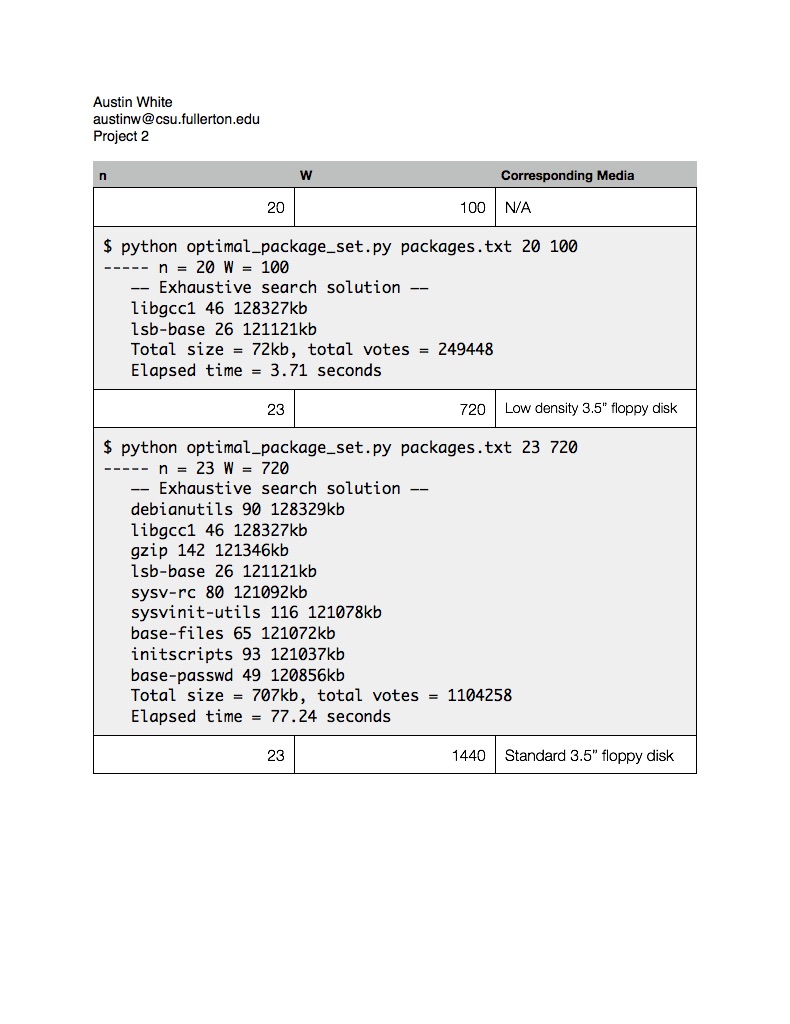 Austin White
austinw@csu.fullerton.edu
Project 2
n W Corresponding Media
20 100 N/A
$ python optimal_package_set.py packages.txt 20 100
----- n = 20 W = 100
-- Exhaustive search solution --
libgcc1 46 128327kb
lsb-base 26 121121kb
Total size = 72kb, total votes = 249448
Elapsed time = 3.71 seconds
23 720 Low density 3.5” floppy disk
$ python optimal_package_set.py packages.txt 23 720
----- n = 23 W = 720
-- Exhaustive search solution --
debianutils 90 128329kb
libgcc1 46 128327kb
gzip 142 121346kb
lsb-base 26 121121kb
sysv-rc 80 121092kb
sysvinit-utils 116 121078kb
base-files 65 121072kb
initscripts 93 121037kb
base-passwd 49 120856kb
Total size = 707kb, total votes = 1104258
Elapsed time = 77.24 seconds
23 1440 Standard 3.5” floppy disk